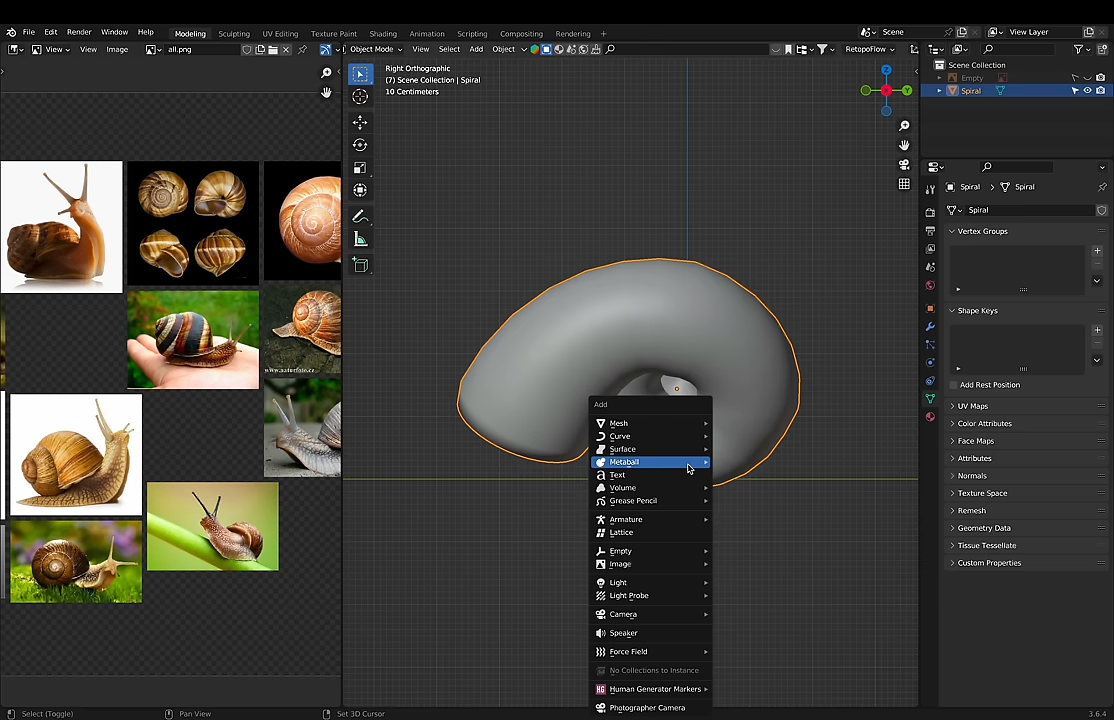 File Edit Render Window Help Modeling Sculpting UV Editing Texture Paint Shading Animation Scripting Compositing Rendering + Scene View Layer
View View Image all.png Object Mode View Select Add Object RetopoFlow
Right Orthographic
(7) Scene Collection | Spiral
10 Centimeters
Z
Y
Scene Collection
Empty
Spiral
Spiral > Spiral
Spiral
Vertex Groups
Shape Keys
Add Rest Position
UV Maps
Color Attributes
Face Maps
Attributes
Normals
Texture Space
Remesh
Geometry Data
Tissue Tessellate
Custom Properties
www.naturfoto.cz
Add
Mesh
Curve
Surface
Metaball
Text
Volume
Grease Pencil
Armature
Lattice
Empty
Image
Light
Light Probe
Camera
Speaker
Force Field
No Collections to Instance
HG Human Generator Markers
Photographer Camera
Select (Toggle) Pan View Set 3D Cursor 3.6.4